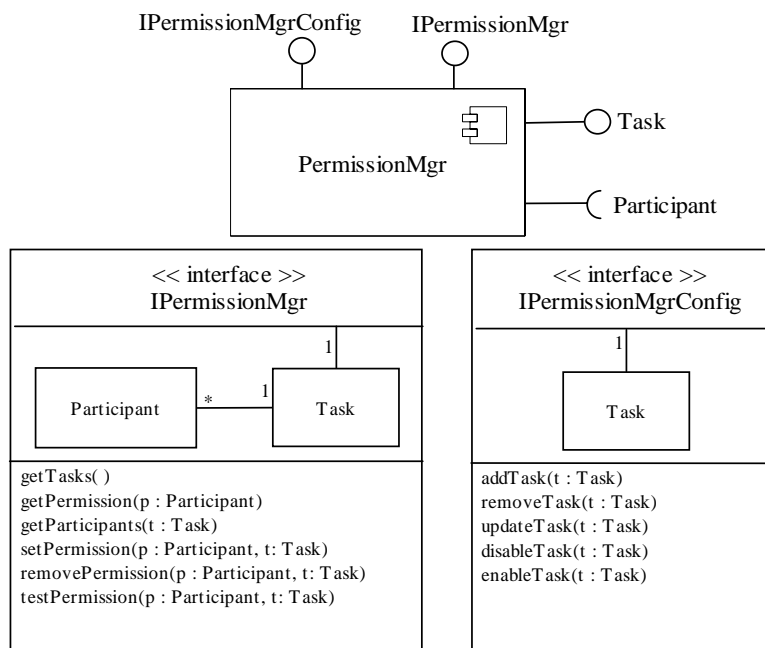 IPermissionMgrConfig
IPermissionMgr
Task
PermissionMgr
Participant
<< interface >>
IPermissionMgr
1
Participant
*
1
Task
getTasks( )
getPermission(p : Participant)
getParticipants(t : Task)
setPermission(p : Participant, t: Task)
removePermission(p : Participant, t: Task)
testPermission(p : Participant, t: Task)
<< interface >>
IPermissionMgrConfig
1
Task
addTask(t : Task)
removeTask(t : Task)
updateTask(t : Task)
disableTask(t : Task)
enableTask(t : Task)